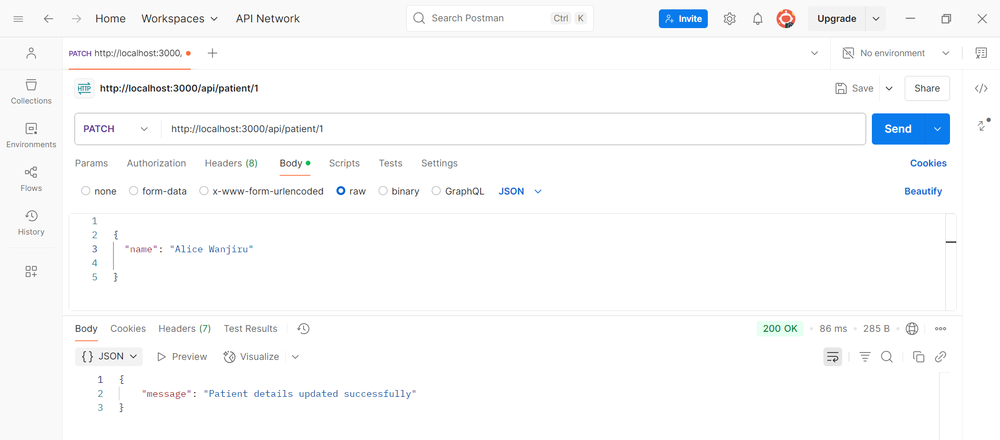 Home Workspaces API Network Search Postman Ctrl K Invite Upgrade
PATCH http://localhost:3000, No environment
HTTP http://localhost:3000/api/patient/1 Save Share
Collections
PATCH http://localhost:3000/api/patient/1 Send
Environments
Params Authorization Headers (8) Body Scripts Tests Settings Cookies
Flows
none form-data x-www-form-urlencoded raw binary GraphQL JSON Beautify
History
1
2 {
3 "name": "Alice Wanjiru"
4
5 }
Body Cookies Headers (7) Test Results 200 OK • 86 ms • 285 B •
{} JSON Preview Visualize
1 {
2 "message": "Patient details updated successfully"
3 }